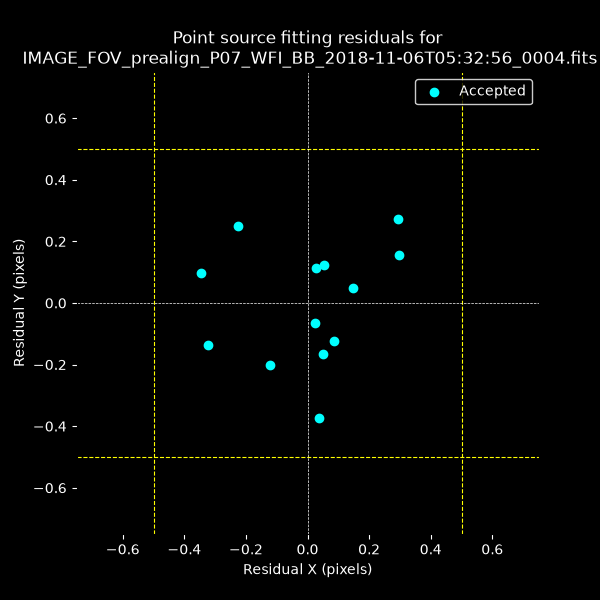 Point source fitting residuals for
IMAGE_FOV_prealign_P07_WFI_BB_2018-11-06T05:32:56_0004.fits
Accepted
0.6
0.4
0.2
0.0
−0.2
−0.4
−0.6
Residual Y (pixels)
−0.6 −0.4 −0.2 0.0 0.2 0.4 0.6
Residual X (pixels)